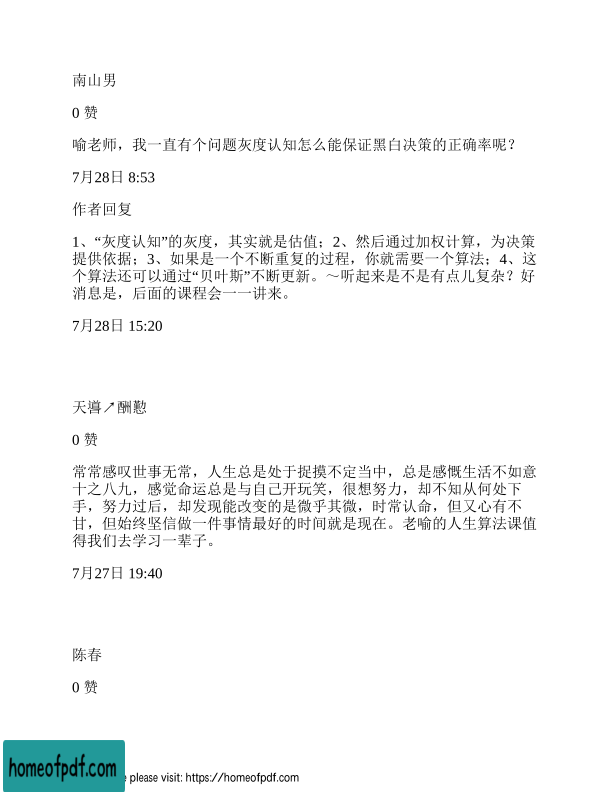 南山男
0 赞
喻老师，我一直有个问题灰度认知怎么能保证黑白决策的正确率呢？
7月28日 8:53
作者回复
1、“灰度认知”的灰度，其实就是估值；2、然后通过加权计算，为决策
提供依据；3、如果是一个不断重复的过程，你就需要一个算法；4、这
个算法还可以通过“贝叶斯”不断更新。～听起来是不是有点儿复杂？好
消息是，后面的课程会一一讲来。
7月28日 15:20
天噵↗酬懃
0 赞
常常感叹世事无常，人生总是处于捉摸不定当中，总是感慨生活不如意
十之八九，感觉命运总是与自己开玩笑，很想努力，却不知从何处下
手，努力过后，却发现能改变的是微乎其微，时常认命，但又心有不
甘，但始终坚信做一件事情最好的时间就是现在。老喻的人生算法课值
得我们去学习一辈子。
7月27日 19:40
陈春
0 赞
homeofpdf.com
e please visit: https://homeofpdf.com